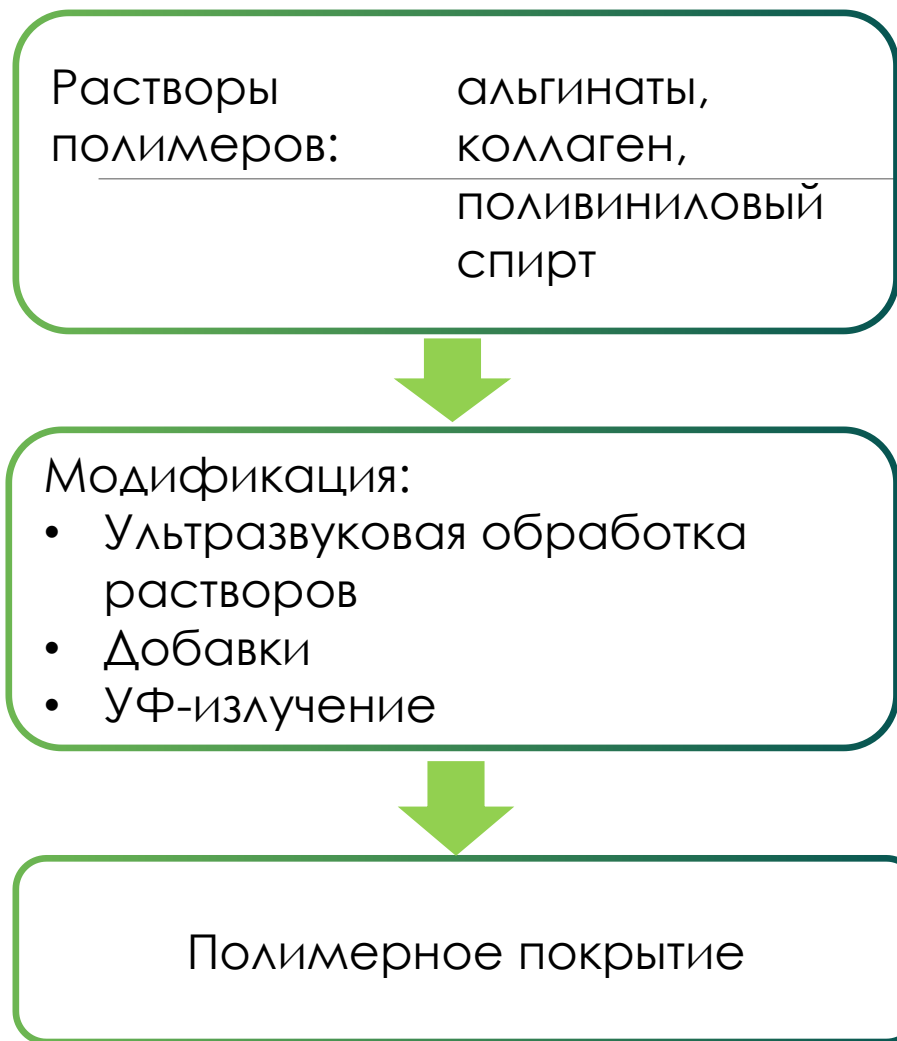 Растворы полимеров: альгинаты,
коллаген,
поливиниловый
спирт
Модификация:
• Ультразвуковая обработка
растворов
• Добавки
• УФ-излучение
Полимерное покрытие